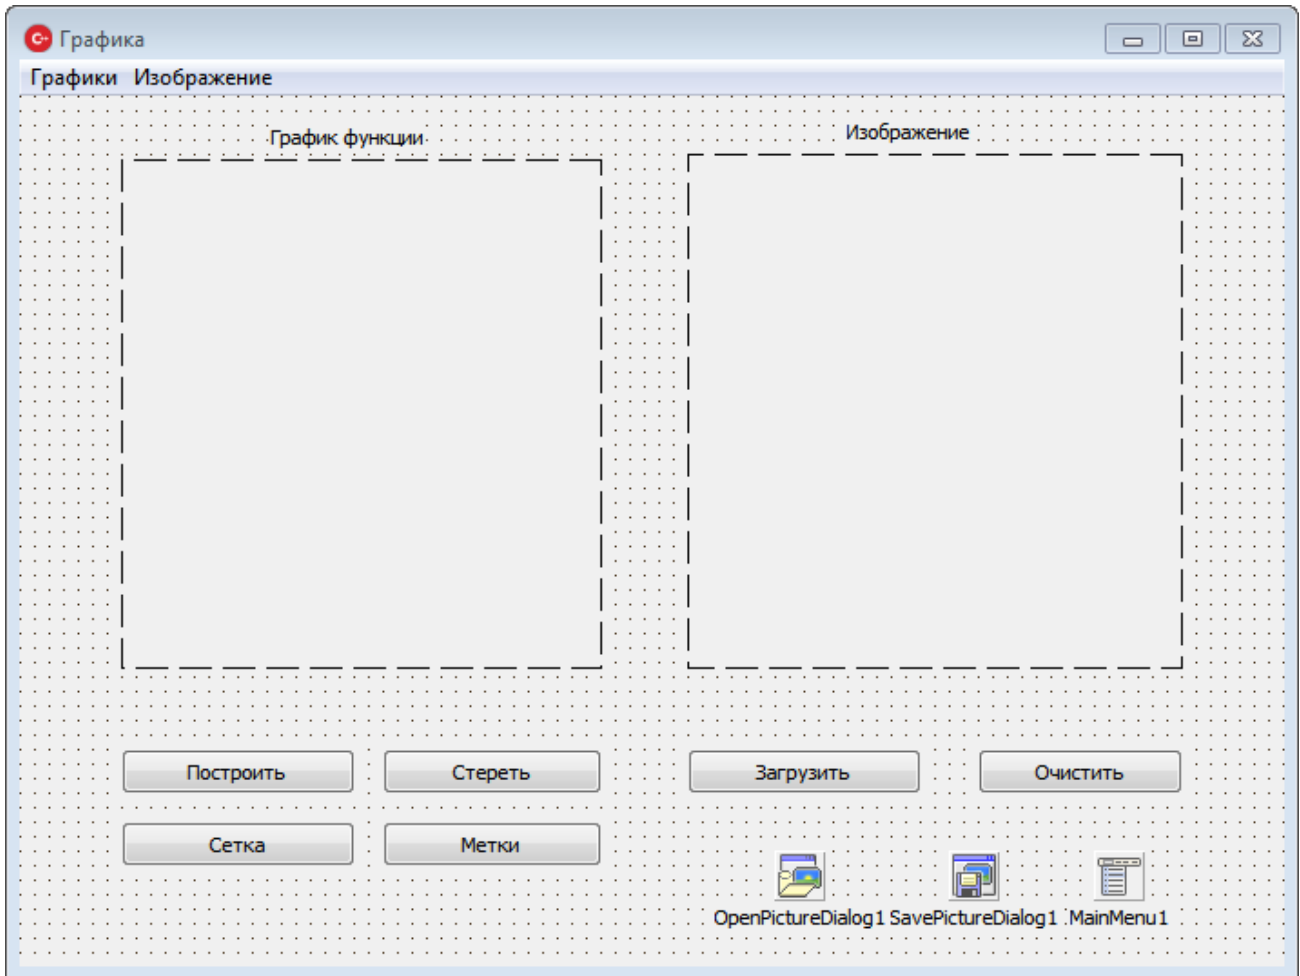 Графика
Графики Изображение
График функции
Изображение
Построить
Стереть
Загрузить
Очистить
Сетка
Метки
OpenPictureDialog1 SavePictureDialog1 MainMenu1